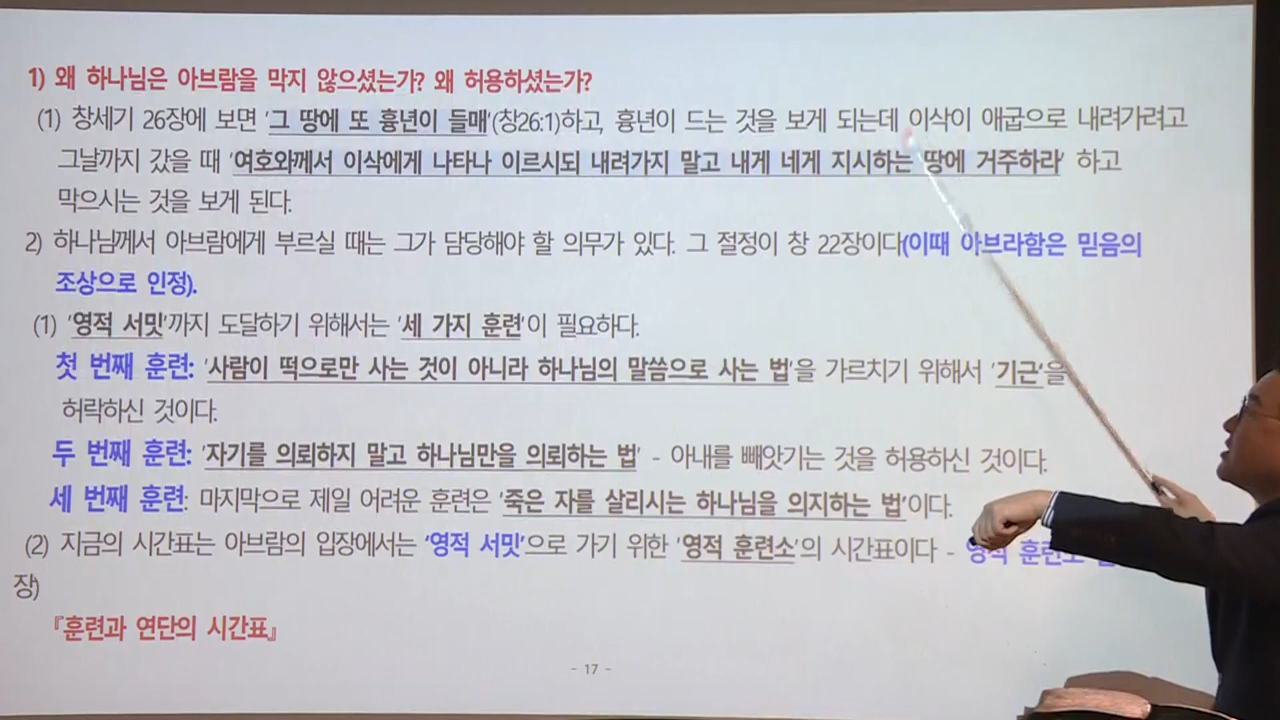 1) 왜 하나님은 아브람을 막지 않으셨는가? 왜 허용하셨는가?
(1) 창세기 26장에 보면 '그 땅에 또 흉년이 들매'(창26:1)하고, 흉년이 드는 것을 보게 되는데 이삭이 애굽으로 내려가려고
그날까지 갔을 때 '여호와께서 이삭에게 나타나 이르시되 내려가지 말고 내게 네게 지시하는 땅에 거주하라' 하고
막으시는 것을 보게 된다.
2) 하나님께서 아브람에게 부르실 때는 그가 담당해야 할 의무가 있다. 그 절정이 창 22장이다(이때 아브라함은 믿음의
조상으로 인정).
(1) '영적 서밋'까지 도달하기 위해서는 '세 가지 훈련'이 필요하다.
첫 번째 훈련: '사람이 떡으로만 사는 것이 아니라 하나님의 말씀으로 사는 법'을 가르치기 위해서 '기근'을
허락하신 것이다.
두 번째 훈련: '자기를 의뢰하지 말고 하나님만을 의뢰하는 법' - 아내를 빼앗기는 것을 허용하신 것이다.
세 번째 훈련: 마지막으로 제일 어려운 훈련은 '죽은 자를 살리시는 하나님을 의지하는 법'이다.
(2) 지금의 시간표는 아브람의 입장에서는 '영적 서밋'으로 가기 위한 '영적 훈련소'의 시간표이다 - 영적 훈련소
장)
『훈련과 연단의 시간표』
- 17 -